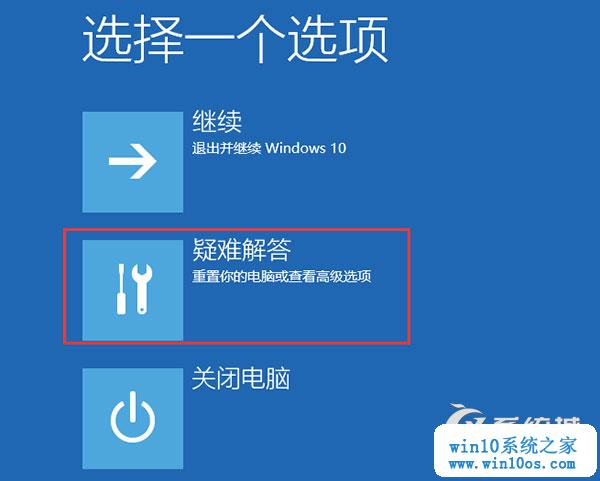 选择一个选项
继续
退出并继续 Windows 10
疑难解答
重置你的电脑或查看高级选项
关闭电脑
系统城
win10系统之家
www.win10os.com